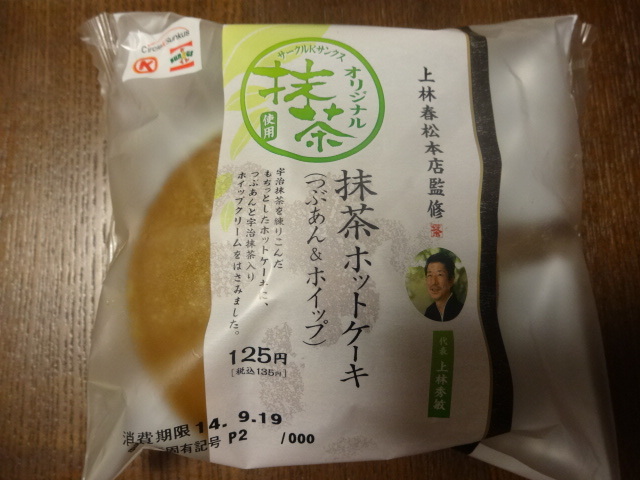 Circle K Sunkus
サークルKサンクス
オリジナル
抹茶
使用
上林春松本店監修
抹茶ホットケーキ
(つぶあん&ホイップ)
宇治抹茶を練りこんだ
もちっとしたホットケーキに、
つぶあんと宇治抹茶入り
ホイップクリームをはさみました。
代表 上林秀敏
125円
[税込135円]
消費期限 14. 9.19
固有記号 P2 /000